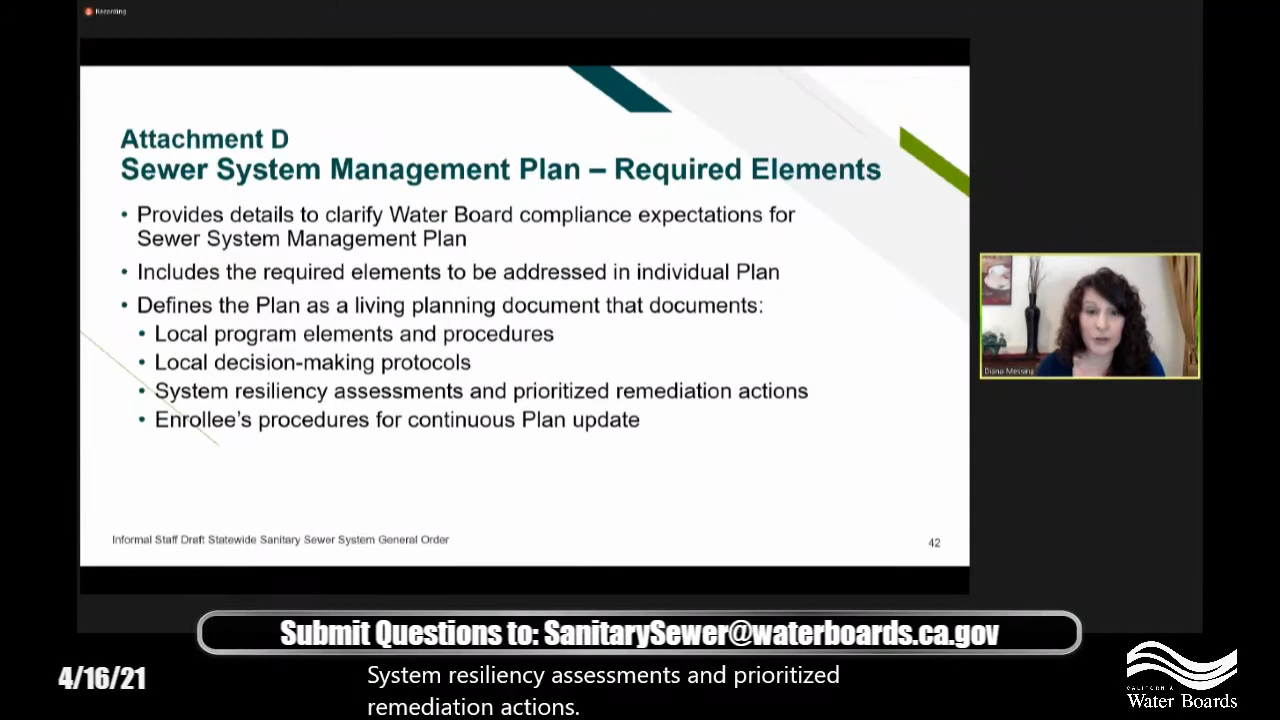 Recording
Attachment D
Sewer System Management Plan – Required Elements
• Provides details to clarify Water Board compliance expectations for
Sewer System Management Plan
• Includes the required elements to be addressed in individual Plan
• Defines the Plan as a living planning document that documents:
• Local program elements and procedures
• Local decision-making protocols
• System resiliency assessments and prioritized remediation actions
• Enrollee's procedures for continuous Plan update
Informal Staff Draft Statewide Sanitary Sewer System General Order
42
Diana Messina
Submit Questions to: SanitarySewer@waterboards.ca.gov
4/16/21
System resiliency assessments and prioritized
remediation actions.
CALIFORNIA
Water Boards